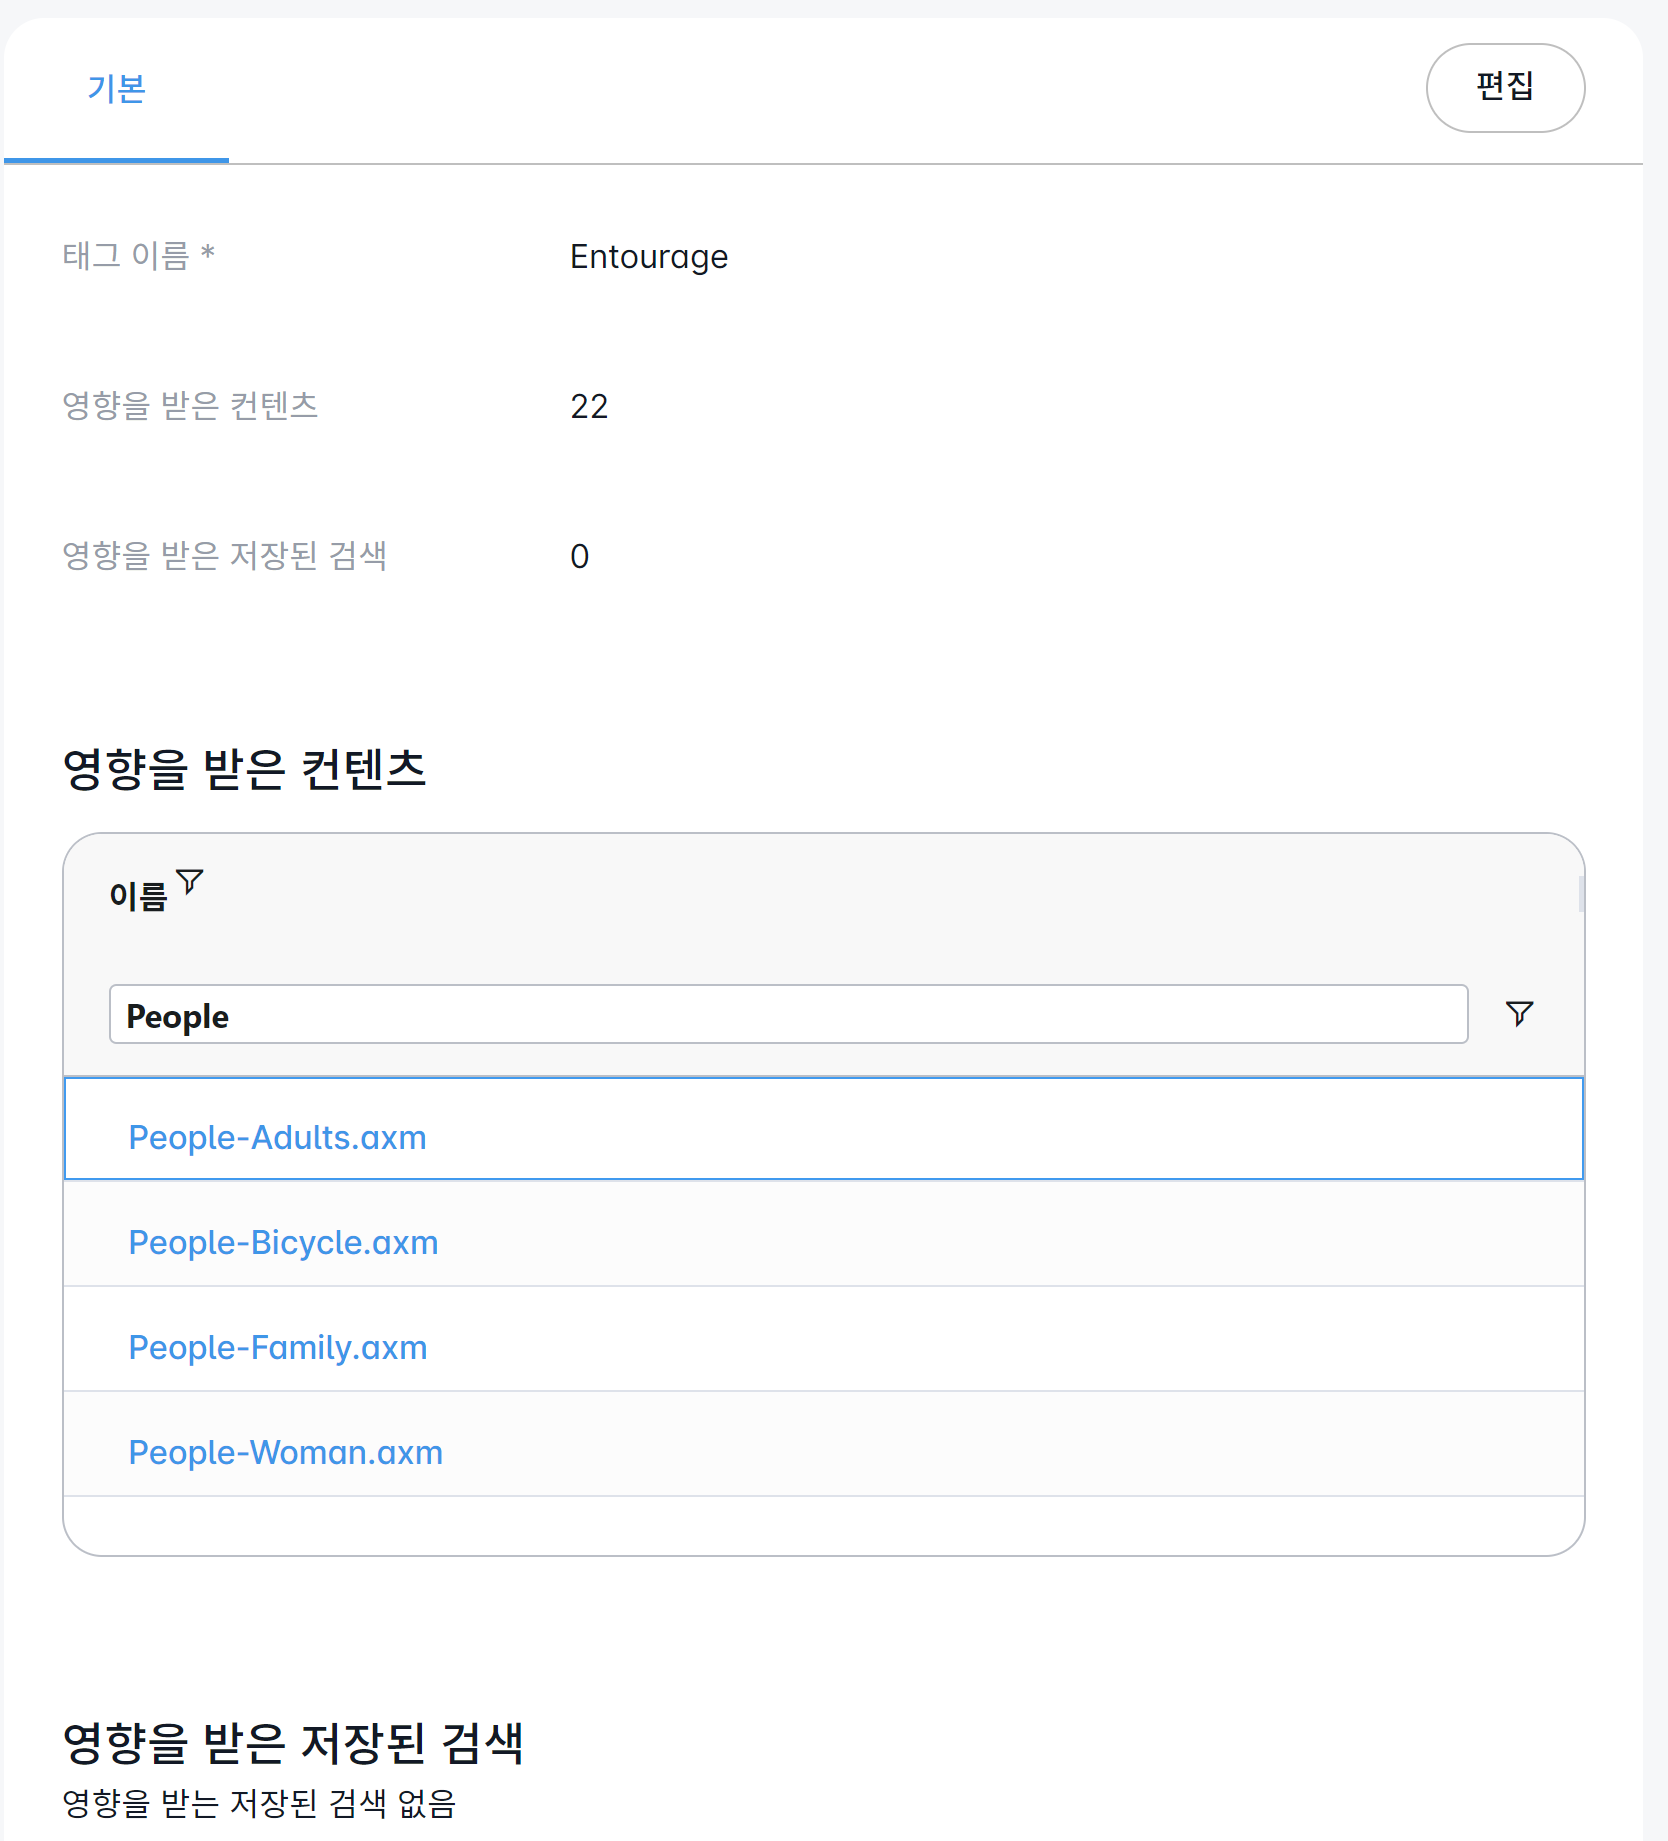 기본
편집
태그 이름 *
Entourage
영향을 받은 컨텐츠
22
영향을 받은 저장된 검색
0
영향을 받은 컨텐츠
이름
People
People-Adults.axm
People-Bicycle.axm
People-Family.axm
People-Woman.axm
영향을 받은 저장된 검색
영향을 받는 저장된 검색 없음